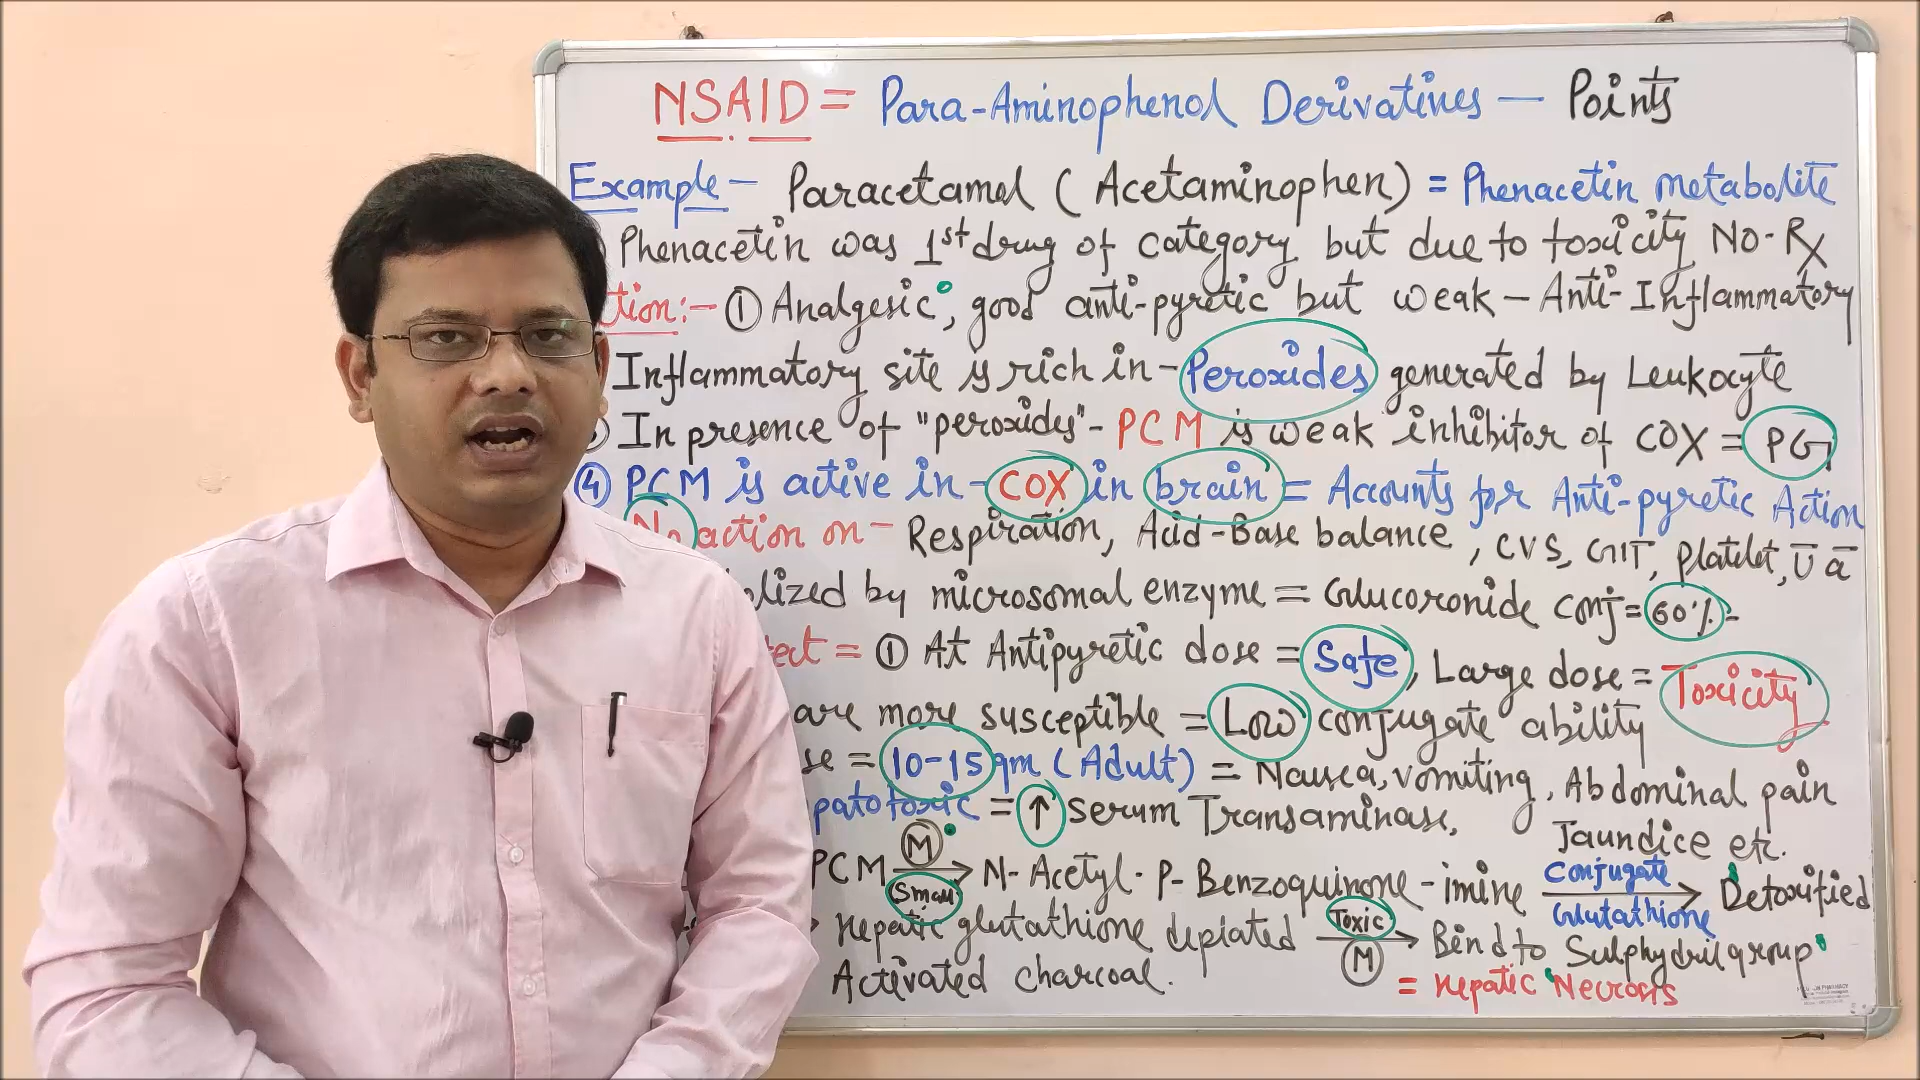 NSAID = Para-Aminophenol Derivatives — Points
Example - Paracetamol (Acetaminophen) = Phenacetin metabolite
Phenacetin was 1st drug of category but due to toxicity NO-Rx
tion:- ① Analgesic, good anti-pyretic but weak - Anti-Inflammatory
Inflammatory site is rich in - Peroxides generated by Leukocyte
In presence of "peroxides" - PCM is weak inhibitor of COX = PG
④ PCM is active in - COX in brain = Accounts for Anti-pyretic Action
No action on - Respiration, Acid-Base balance, CVS, GIT, Platelet, U a
olized by microsomal enzyme = Glucoronide conj = 60% -
ect = ① At Antipyretic dose = Safe, Large dose = Toxicity
are more susceptible = Low conjugate ability
se = 10-15 gm (Adult) = Nausea, vomiting, Abdominal pain
patotoxic = ↑ Serum Transaminase, Jaundice etc.
PCM M Small → N-Acetyl-P-Benzoquinone-imine Conjugate Glutathione → Detoxified
Hepatic glutathione deplated Toxic M → Bind to Sulphydril group
Activated charcoal. = Hepatic Necrosis